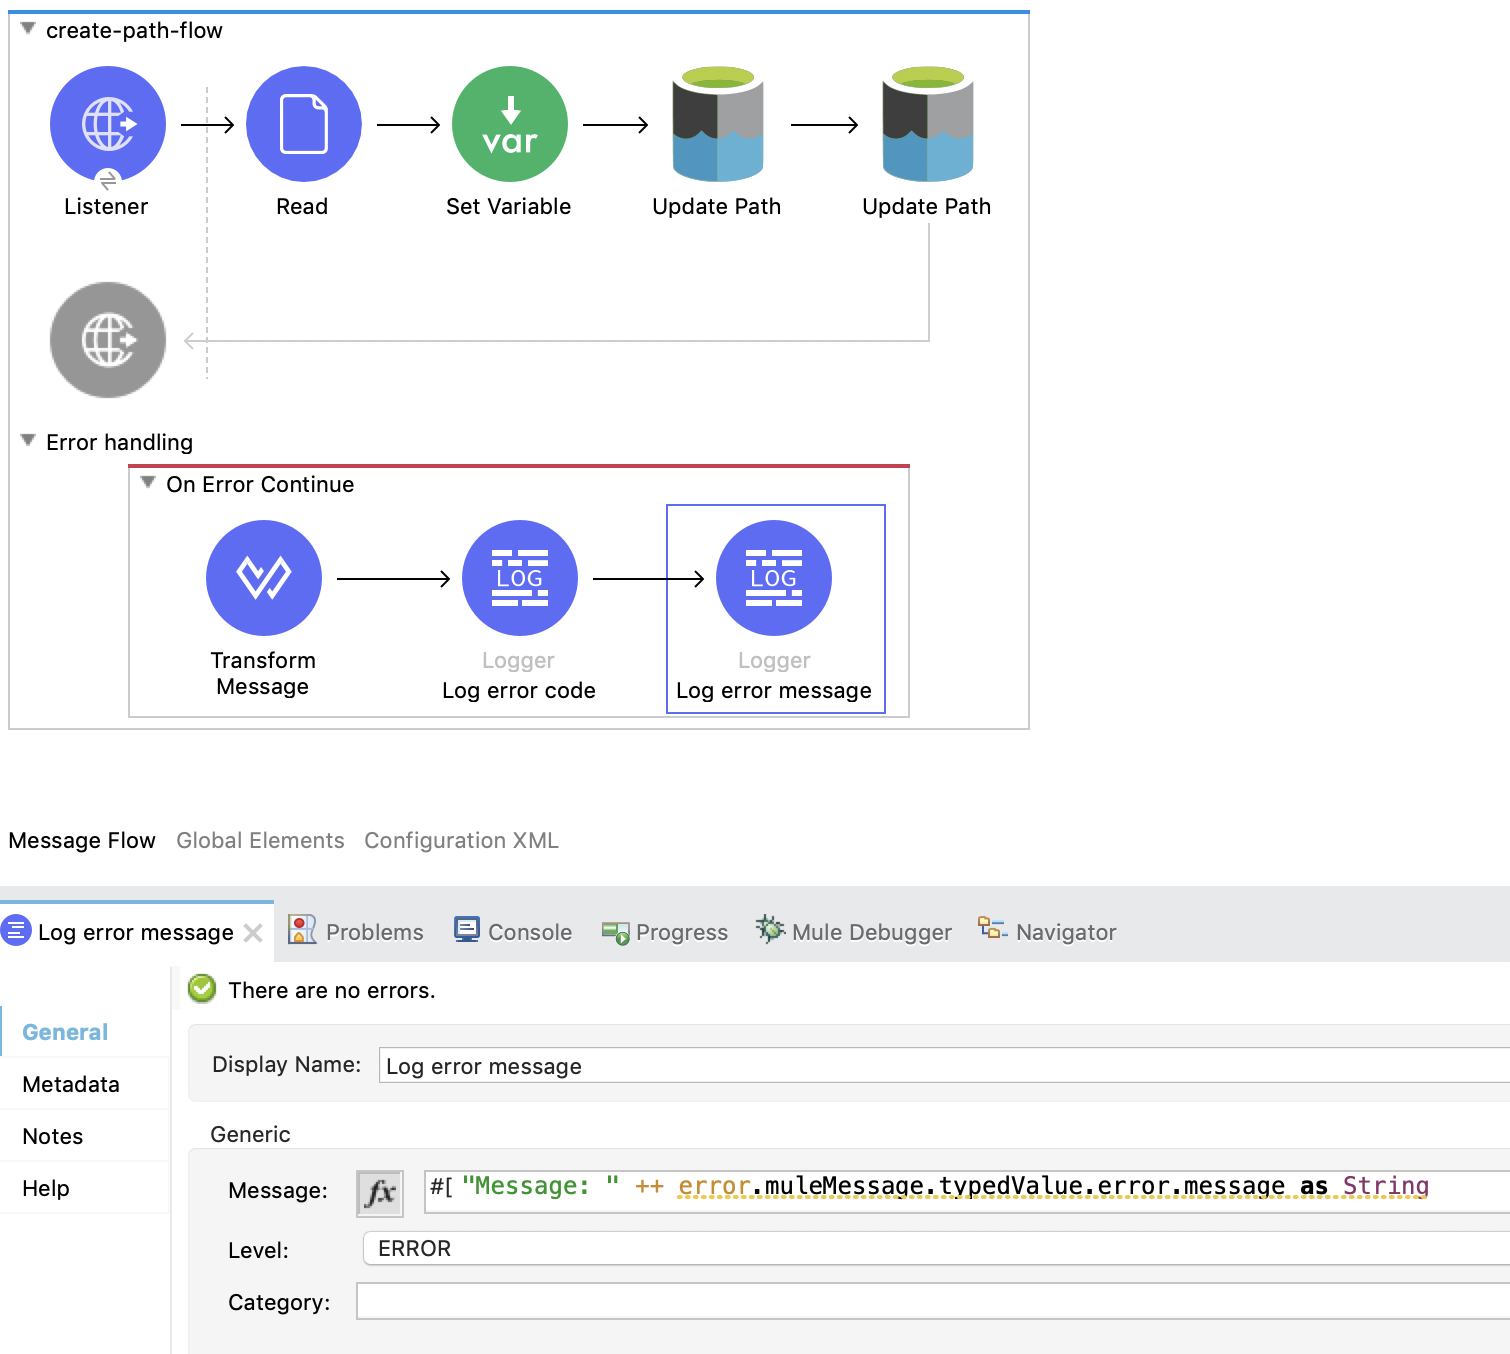 create-path-flow
var
Listener
Read
Set Variable
Update Path
Update Path
Error handling
On Error Continue
LOG
LOG
Transform
Message
Logger
Log error code
Logger
Log error message
Message Flow
Global Elements
Configuration XML
Log error message
Problems
Console
Progress
Mule Debugger
Navigator
There are no errors.
General
Metadata
Notes
Help
Display Name:
Log error message
Generic
Message:
fx
#[ "Message: " ++ error.muleMessage.typedValue.error.message as String
Level:
ERROR
Category: